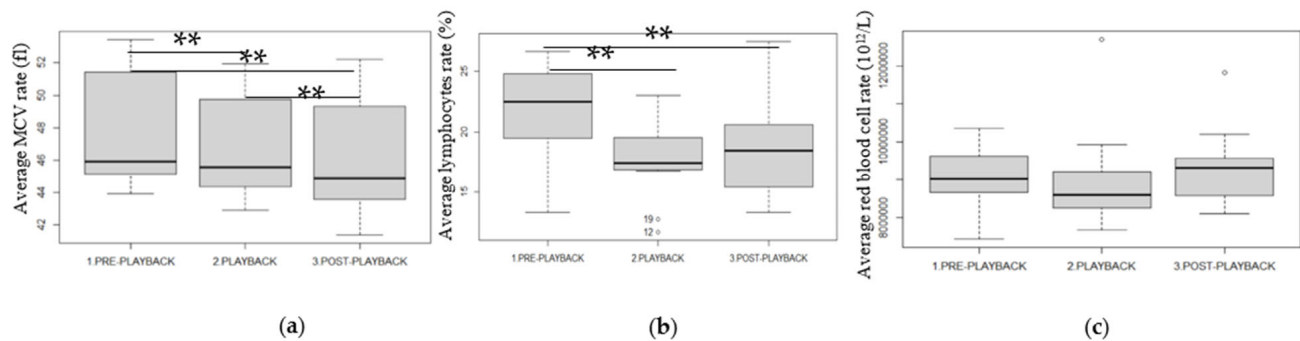 Average MCV rate (fl)
52
50
48
46
44
42
**
**
**
1.PRE-PLAYBACK 2.PLAYBACK 3.POST-PLAYBACK
(a)
Average lymphocytes rate (%)
25
20
15
**
**
19
12
1.PRE-PLAYBACK 2.PLAYBACK 3.POST-PLAYBACK
(b)
Average red blood cell rate (10¹²/L)
12000000
10000000
8000000
1.PRE-PLAYBACK 2.PLAYBACK 3.POST-PLAYBACK
(c)